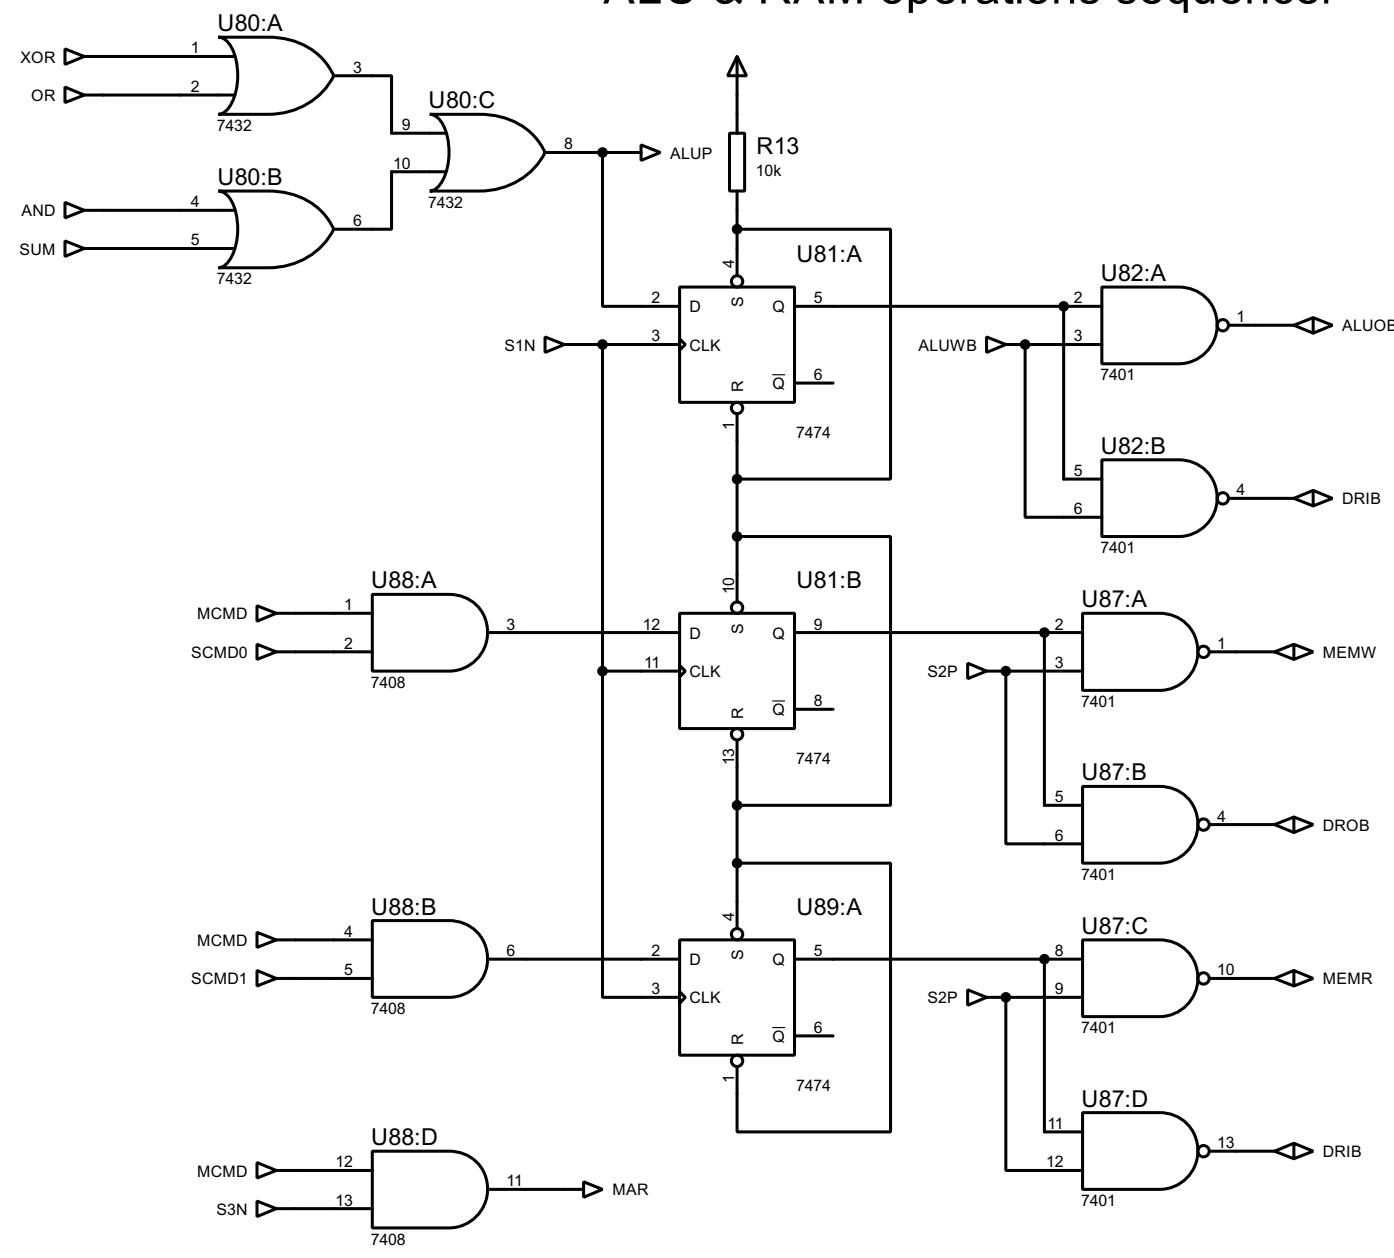 ALU & RAM operations sequencer
U80:A
XOR
1
3
OR
2
7432
U80:C
9
8
ALUP
10
7432
U80:B
AND
4
6
SUM
5
7432
R13
10k
U81:A
4
S
2
D
Q
5
S1N
3
CLK
R
Q
6
1
7474
U82:A
2
1
ALUOB
ALUWB
3
7401
U82:B
5
4
DRIB
6
7401
U88:A
MCMD
1
3
SCMD0
2
7408
U81:B
10
S
12
D
Q
9
11
CLK
R
Q
8
13
7474
U87:A
2
1
MEMW
S2P
3
7401
U87:B
5
4
DROB
6
7401
U88:B
MCMD
4
6
SCMD1
5
7408
U89:A
4
S
2
D
Q
5
3
CLK
R
Q
6
1
7474
U87:C
8
10
MEMR
S2P
9
7401
U87:D
11
13
DRIB
12
7401
U88:D
MCMD
12
11
MAR
S3N
13
7408